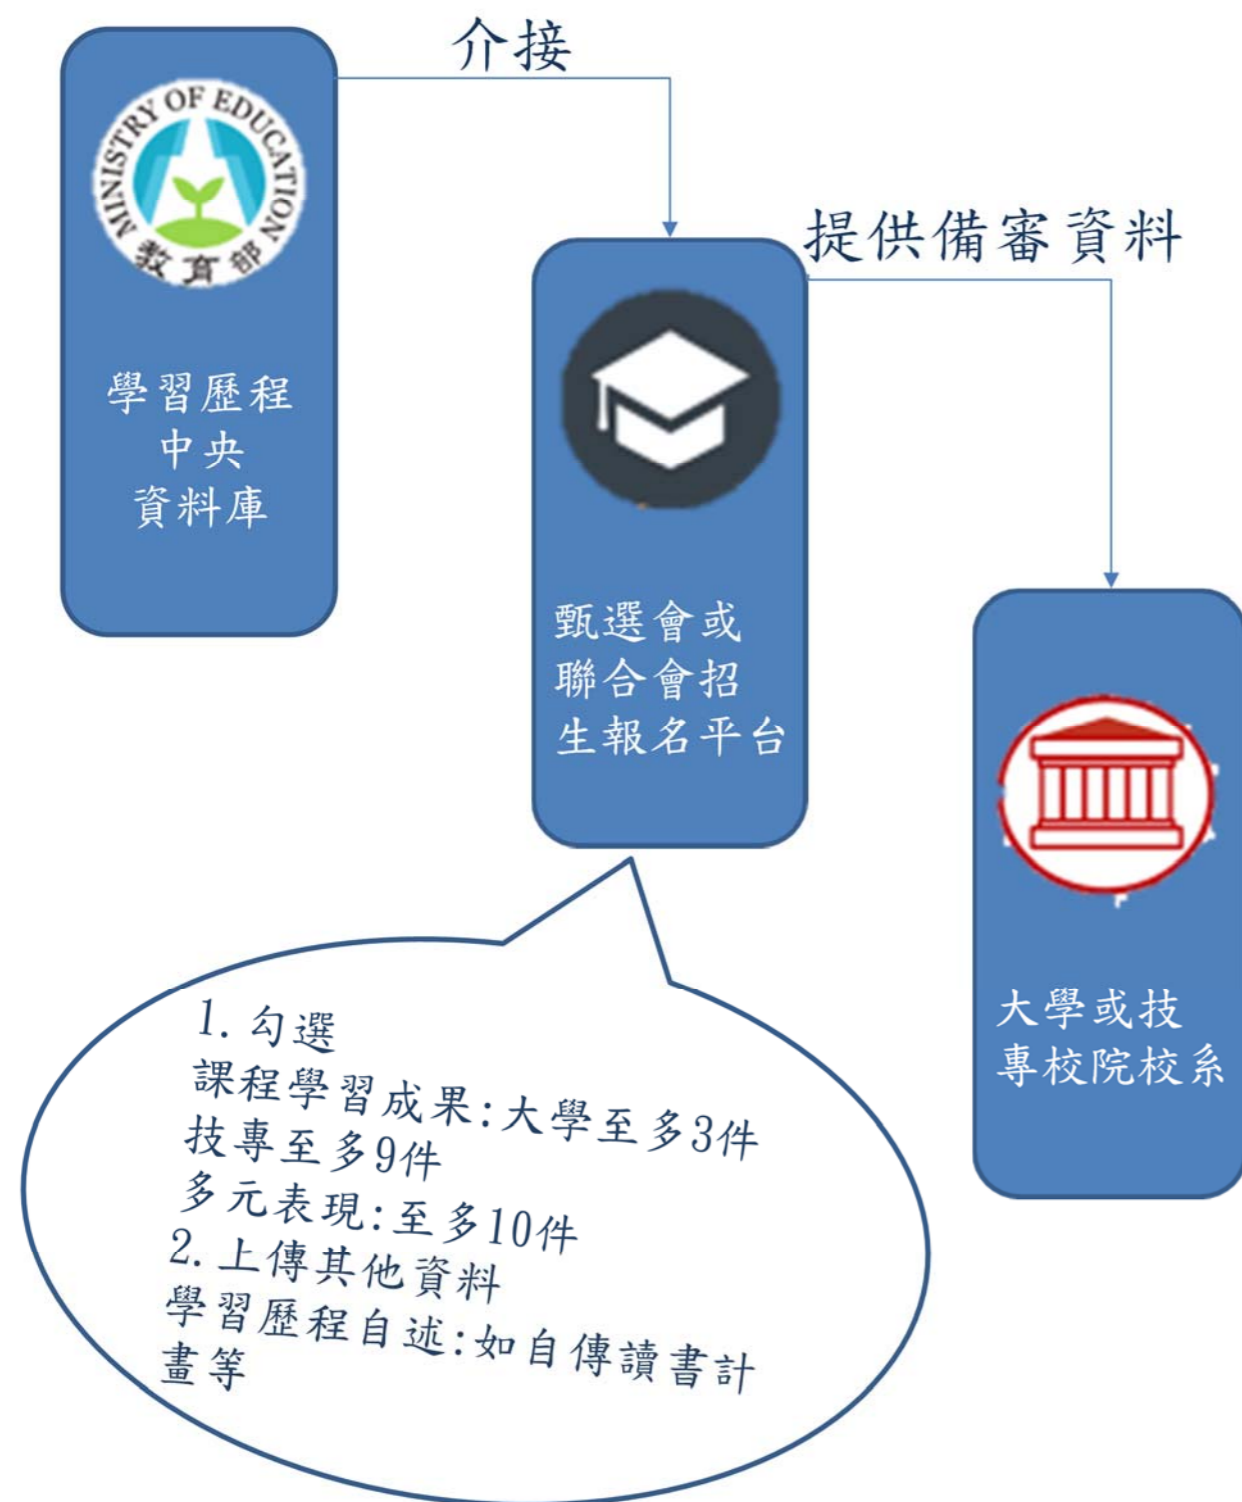 介接
MINISTRY OF EDUCATION
教育部
學習歷程
中央
資料庫
提供備審資料
甄選會或
聯合會招
生報名平台
大學或技
專校院校系
1.勾選
課程學習成果:大學至多3件
技專至多9件
多元表現:至多10件
2.上傳其他資料
學習歷程自述:如自傳讀書計
畫等